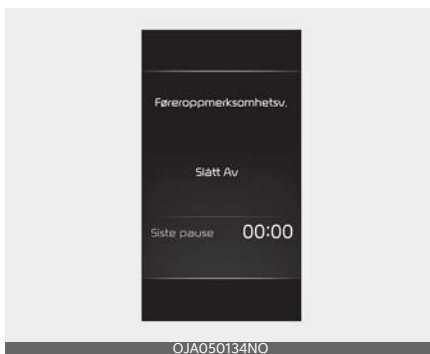 Føreroppmerksomhetsv.
Slått Av
Siste pause 00:00
OJA050134NO